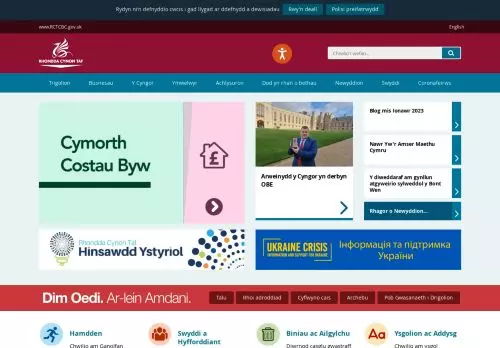 Rydyn ni'n defnyddio cwcis i gad llygad ar ddefnydd a dewisiadau
Bwy'n deall
Polisi preifatrwydd
www.RCTCBC.gov.uk
English
RHONDDA CYNON TAF
Chwilio'r wefan...
Trigolion
Busnesau
Y Cyngor
Ymwelwyr
Achlysuron
Dod yn rhan o bethau
Newyddion
Swyddi
Coronafeirws
Cymorth
Costau Byw
£
Arweinydd y Cyngor yn derbyn
OBE
Blog mis Ionawr 2023
Nawr Yw'r Amser Maethu
Cymru
Y diweddaraf am gynllun
atgyweirio sylweddol y Bont
Wen
Rhagor o Newyddion...
Rhondda Cynon Taf
Hinsawdd Ystyriol
UKRAINE CRISIS
INFORMATION AND SUPPORT FOR UKRAINE
Інформація та підтримка
України
Dim Oedi. Ar-lein Amdani.
Talu
Rhoi adroddiad
Cyflwyno cais
Archebu
Pob Gwasanaeth i Drigolion
Hamdden
Chwilio am Ganolfan
Swyddi a
Hyfforddiant
Biniau ac Ailgylchu
Diwrnod casglu gwastraff
Aa
Ysgolion ac Addysg
Chwilio am ysgol